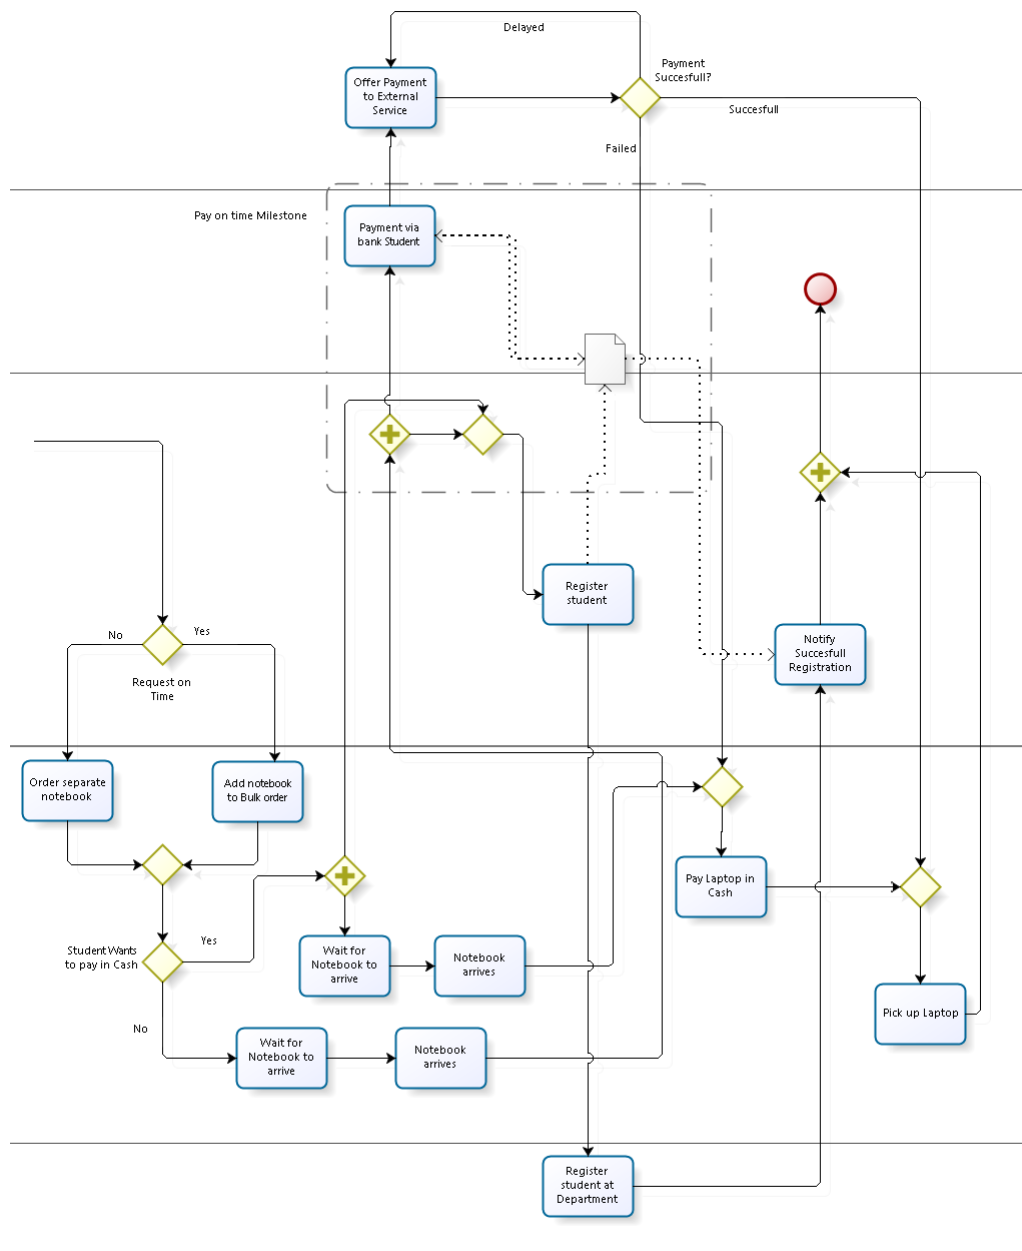 Delayed
Payment
Succesfull?
Offer Payment
to External
Service
Succesfull
Failed
Pay on time Milestone
Payment via
bank Student
Register
student
No
Yes
Request on
Time
Notify
Succesfull
Registration
Order separate
notebook
Add notebook
to Bulk order
Pay Laptop in
Cash
Student Wants
to pay in Cash
Yes
Wait for
Notebook to
arrive
Notebook
arrives
Pick up Laptop
No
Wait for
Notebook to
arrive
Notebook
arrives
Register
student at
Department